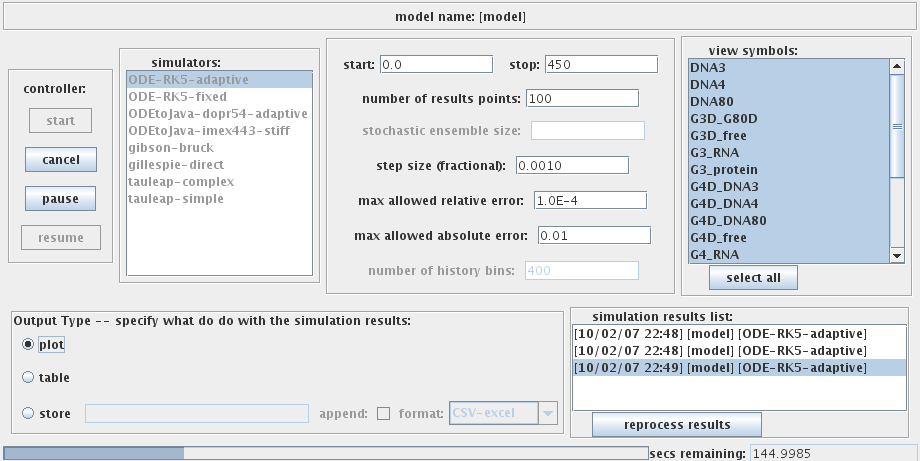 model name: [model]
controller:
start
cancel
pause
resume
simulators:
ODE-RK5-adaptive
ODE-RK5-fixed
ODEtoJava-dopr54-adaptive
ODEtoJava-imex443-stiff
gibson-bruck
gillespie-direct
tauleap-complex
tauleap-simple
start: 0.0 stop: 450
number of results points: 100
stochastic ensemble size:
step size (fractional): 0.0010
max allowed relative error: 1.0E-4
max allowed absolute error: 0.01
number of history bins: 400
view symbols:
DNA3
DNA4
DNA80
G3D_G80D
G3D_free
G3_RNA
G3_protein
G4D_DNA3
G4D_DNA4
G4D_DNA80
G4D_free
G4_RNA
select all
Output Type -- specify what do do with the simulation results:
plot
table
store append: format: CSV-excel
simulation results list:
[10/02/07 22:48] [model] [ODE-RK5-adaptive]
[10/02/07 22:48] [model] [ODE-RK5-adaptive]
[10/02/07 22:49] [model] [ODE-RK5-adaptive]
reprocess results
secs remaining: 144.9985